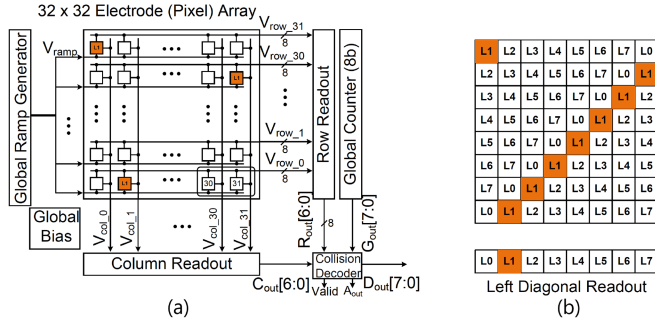 32 x 32 Electrode (Pixel) Array
Global Ramp Generator
V_ramp
L1
L1
L1
30
31
V_row_31
8
V_row_30
8
V_row_1
8
V_row_0
8
Row Readout
Global Counter (8b)
Global
Bias
V_col_0
V_col_1
V_col_30
V_col_31
R_out[6:0]
8
G_out[7:0]
Column Readout
C_out[6:0]
Collision
Decoder
D_out[7:0]
Valid A_out
(a)
L1 L2 L3 L4 L5 L6 L7 L0
L2 L3 L4 L5 L6 L7 L0 L1
L3 L4 L5 L6 L7 L0 L1 L2
L4 L5 L6 L7 L0 L1 L2 L3
L5 L6 L7 L0 L1 L2 L3 L4
L6 L7 L0 L1 L2 L3 L4 L5
L7 L0 L1 L2 L3 L4 L5 L6
L0 L1 L2 L3 L4 L5 L6 L7
L0 L1 L2 L3 L4 L5 L6 L7
Left Diagonal Readout
(b)